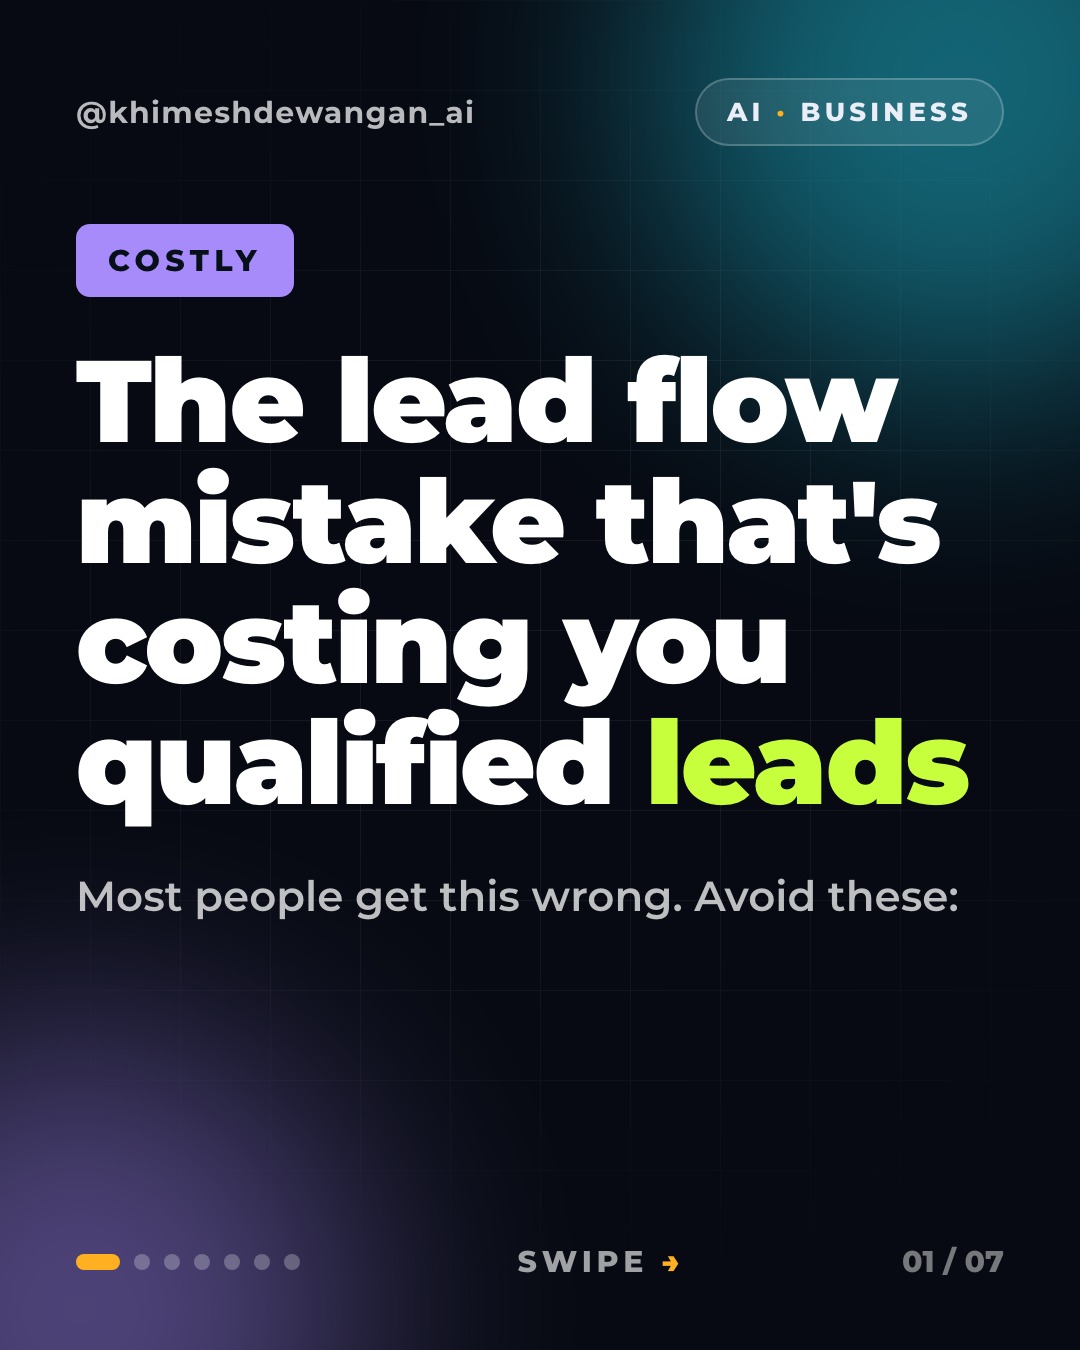 @khimeshdewangan_ai
AI · BUSINESS
COSTLY
The lead flow
mistake that's
costing you
qualified leads
Most people get this wrong. Avoid these:
SWIPE →
01 / 07